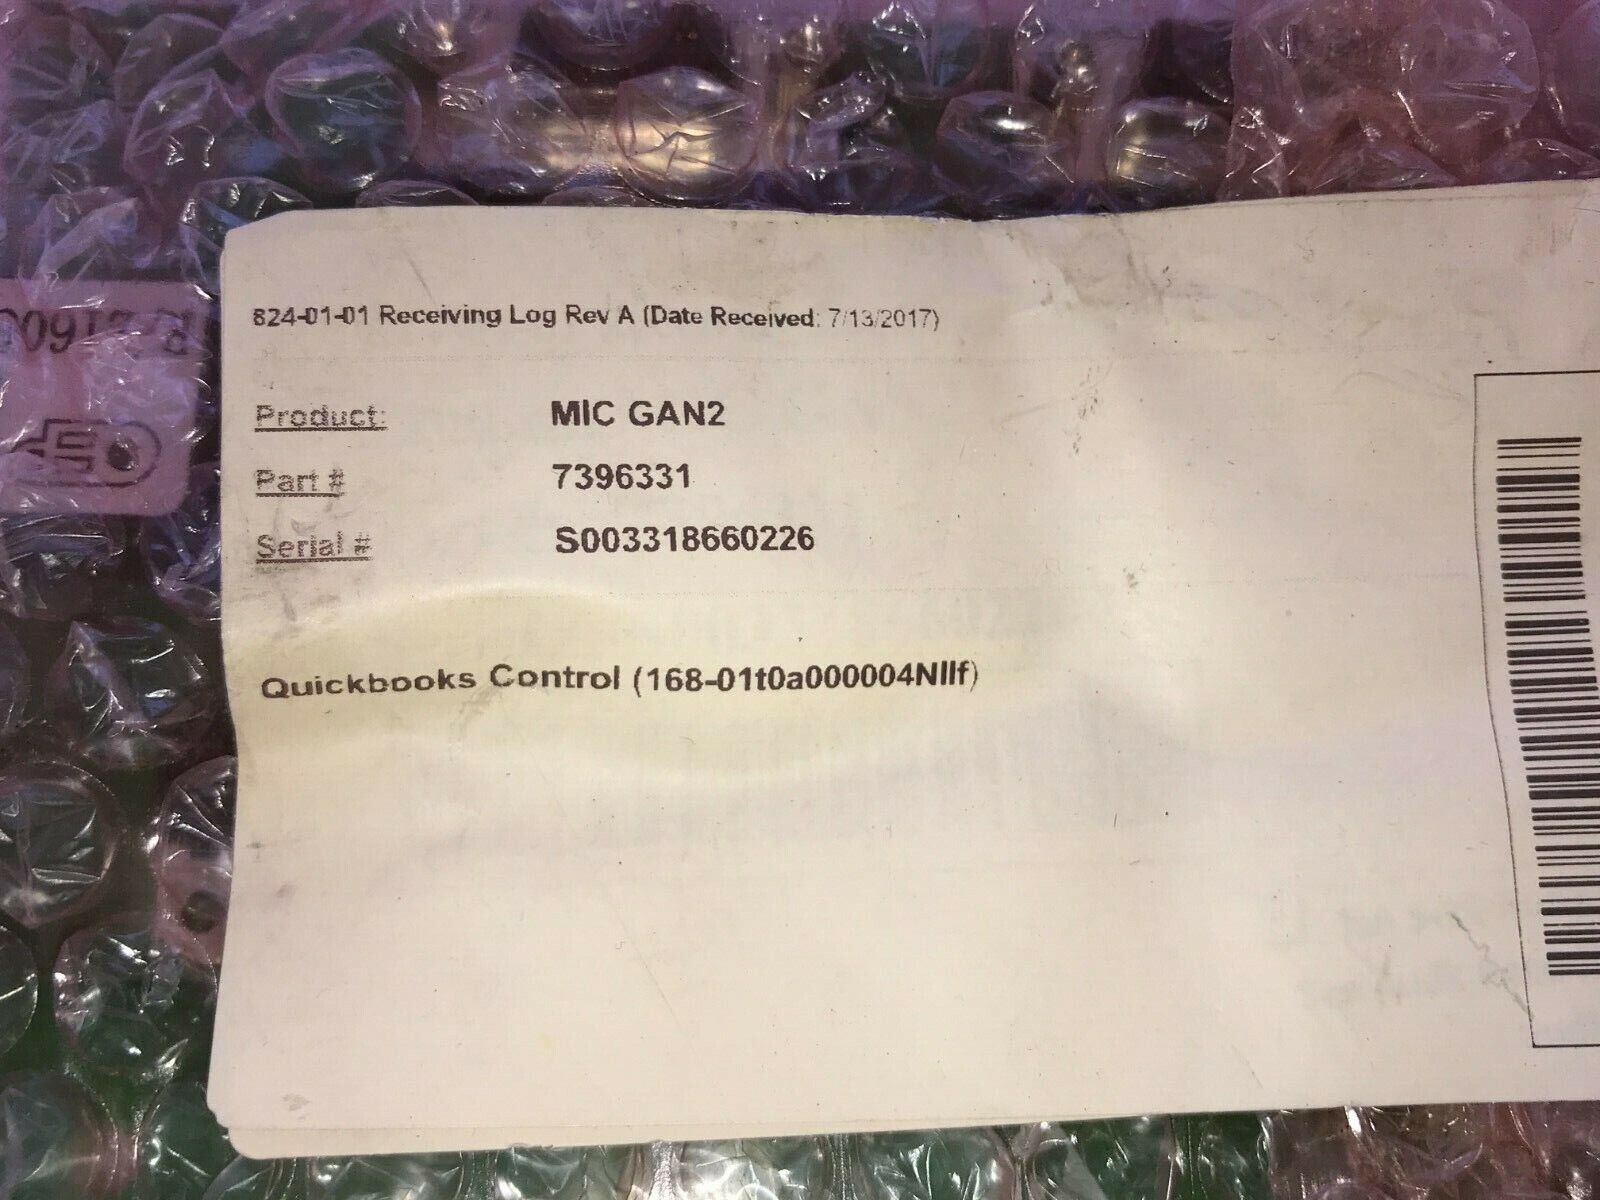 824-01-01 Receiving Log Rev A (Date Received: 7/13/2017)
Product: MIC GAN2
Part # 7396331
Serial # S003318660226
Quickbooks Control (168-01t0a000004NIIf)